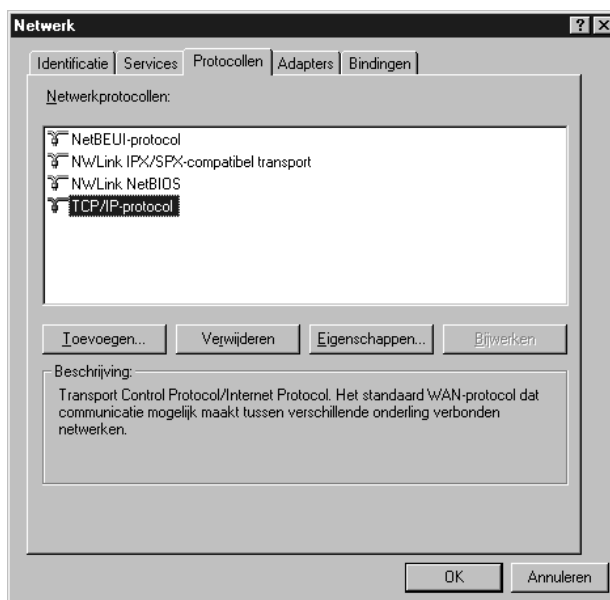 Netwerk
Identificatie Services Protocollen Adapters Bindingen
Netwerkprotocollen:
NetBEUI-protocol
NWLink IPX/SPX-compatibel transport
NWLink NetBIOS
TCP/IP-protocol
Toevoegen... Verwijderen Eigenschappen... Bijwerken
Beschrijving:
Transport Control Protocol/Internet Protocol. Het standaard WAN-protocol dat
communicatie mogelijk maakt tussen verschillende onderling verbonden
netwerken.
OK Annuleren